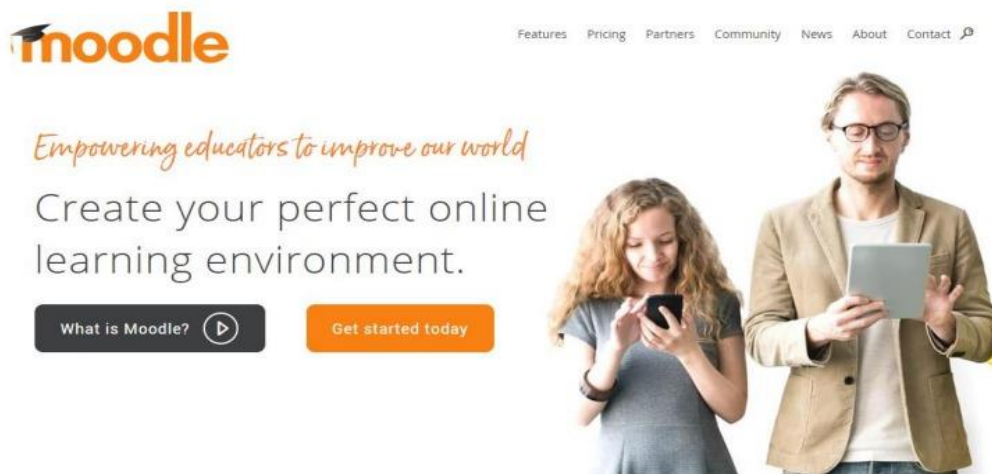 moodle
Features Pricing Partners Community News About Contact
Empowering educators to improve our world
Create your perfect online
learning environment.
What is Moodle?
Get started today